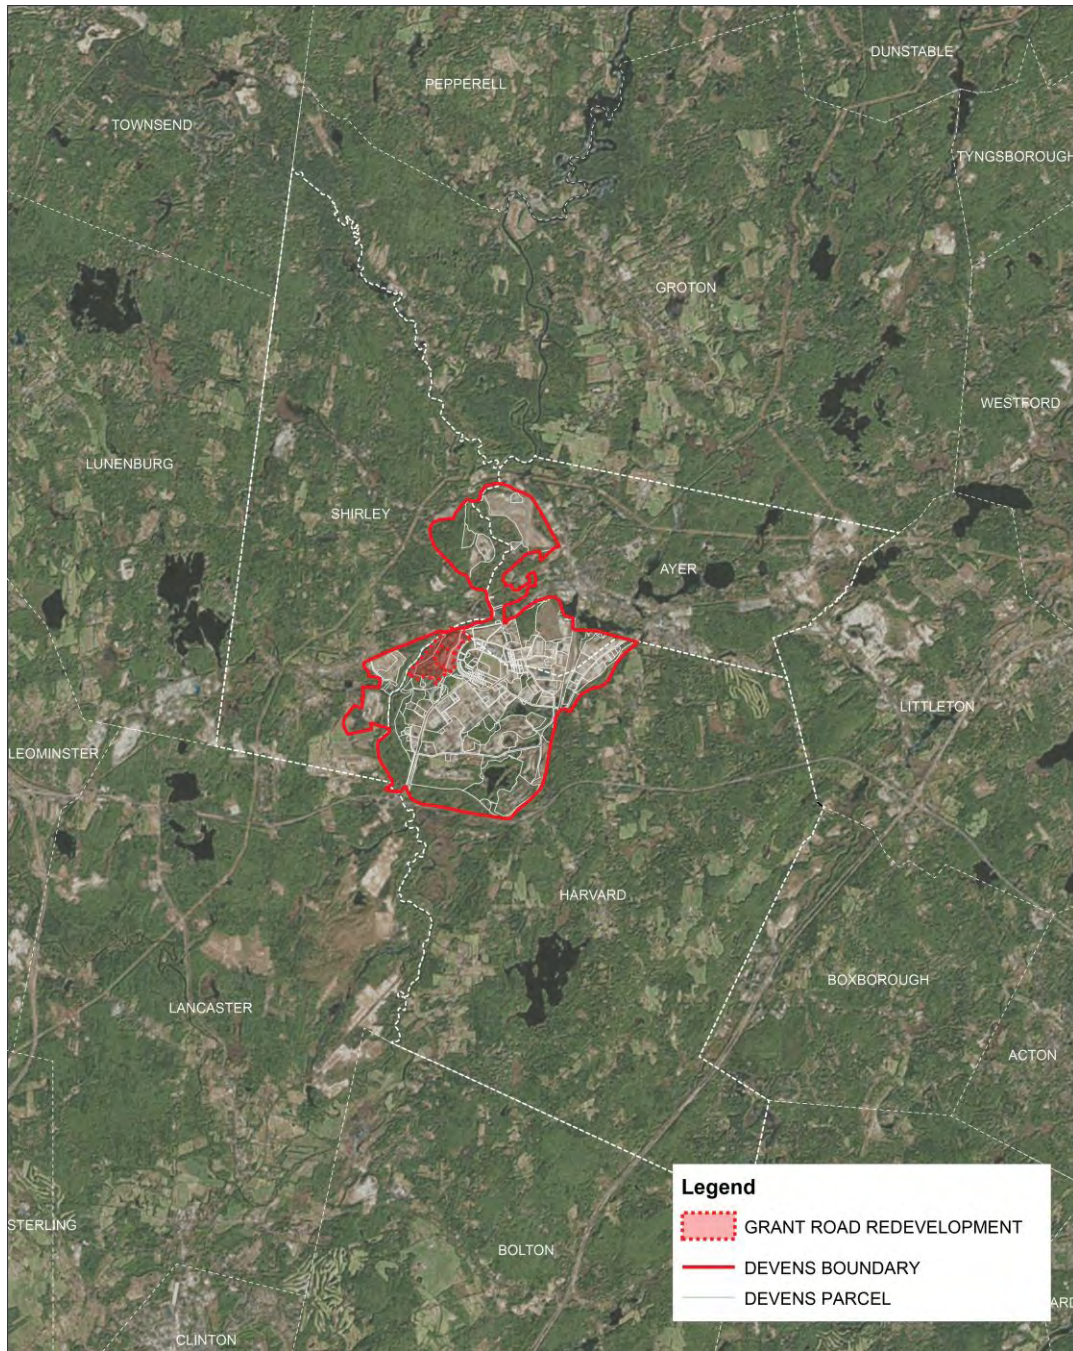 DUNSTABLE
PEPPERELL
TOWNSEND
TYNGSBOROUGH
GROTON
WESTFORD
LUNENBURG
SHIRLEY
AYER
LITTLETON
LEOMINSTER
HARVARD
BOXBOROUGH
LANCASTER
ACTON
STERLING
BOLTON
CLINTON
Legend
GRANT ROAD REDEVELOPMENT
DEVENS BOUNDARY
DEVENS PARCEL